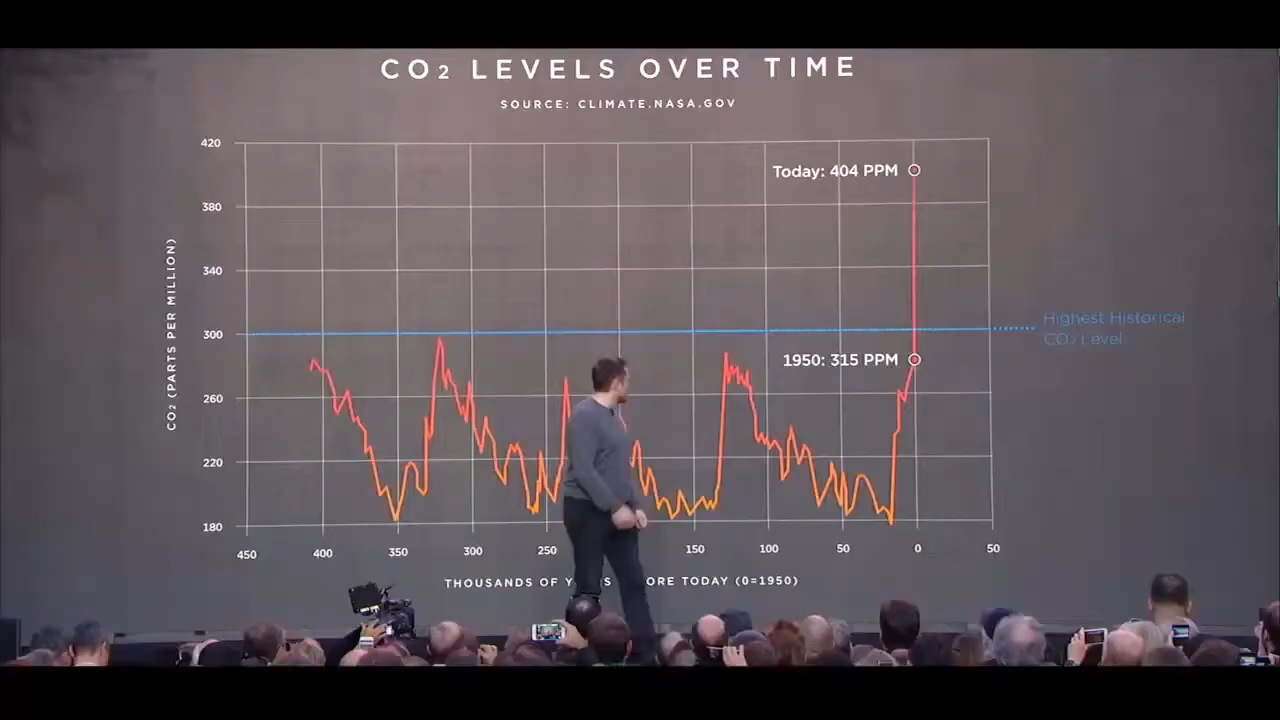 CO₂ LEVELS OVER TIME
SOURCE: CLIMATE.NASA.GOV
420
Today: 404 PPM
380
340
CO₂ (PARTS PER MILLION)
300
Highest Historical
CO₂ Level
1950: 315 PPM
260
220
180
450 400 350 300 250 150 100 50 0 50
THOUSANDS OF Y S ORE TODAY (0=1950)